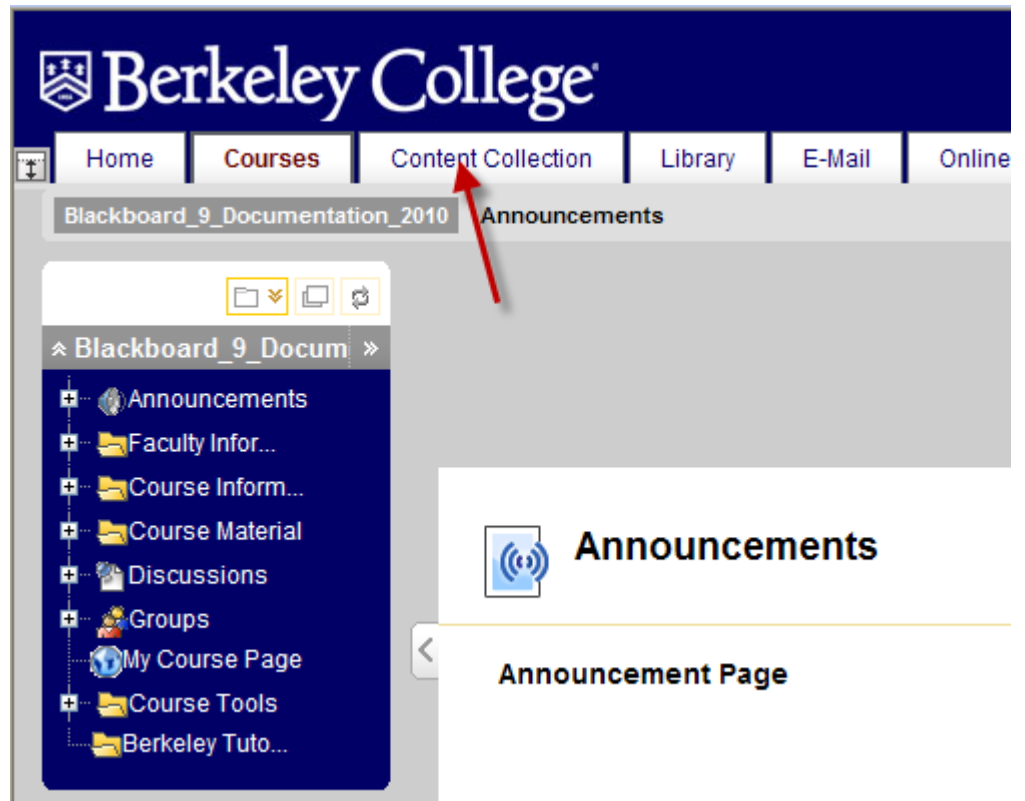 Berkeley College
Home Courses Content Collection Library E-Mail Online
Blackboard_9_Documentation_2010 Announcements
Blackboard_9_Docum
Announcements
Faculty Infor...
Course Inform...
Course Material
Discussions
Groups
My Course Page
Course Tools
Berkeley Tuto...
Announcements
Announcement Page